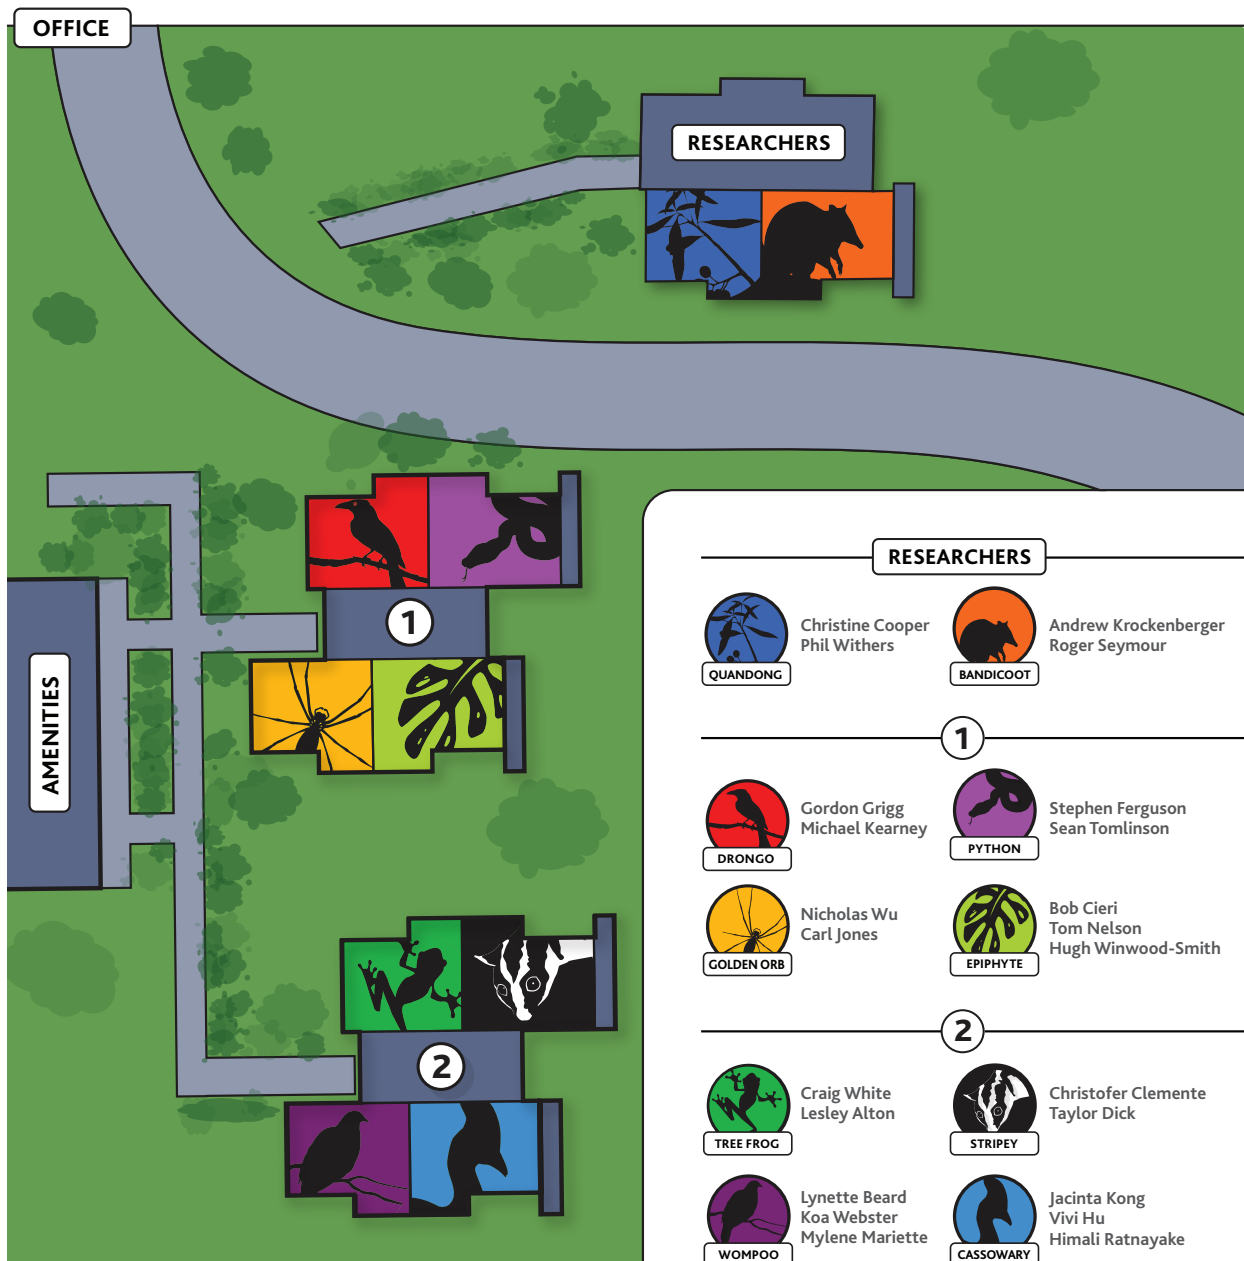 OFFICE
RESEARCHERS
1
AMENITIES
2
RESEARCHERS
QUANDONG
Christine Cooper
Phil Withers
BANDICOOT
Andrew Krockenberger
Roger Seymour
1
DRONGO
Gordon Grigg
Michael Kearney
PYTHON
Stephen Ferguson
Sean Tomlinson
GOLDEN ORB
Nicholas Wu
Carl Jones
EPIPHYTE
Bob Cieri
Tom Nelson
Hugh Winwood-Smith
2
TREE FROG
Craig White
Lesley Alton
STRIPEY
Christofer Clemente
Taylor Dick
WOMPOO
Lynette Beard
Koa Webster
Mylene Mariette
CASSOWARY
Jacinta Kong
Vivi Hu
Himali Ratnayake